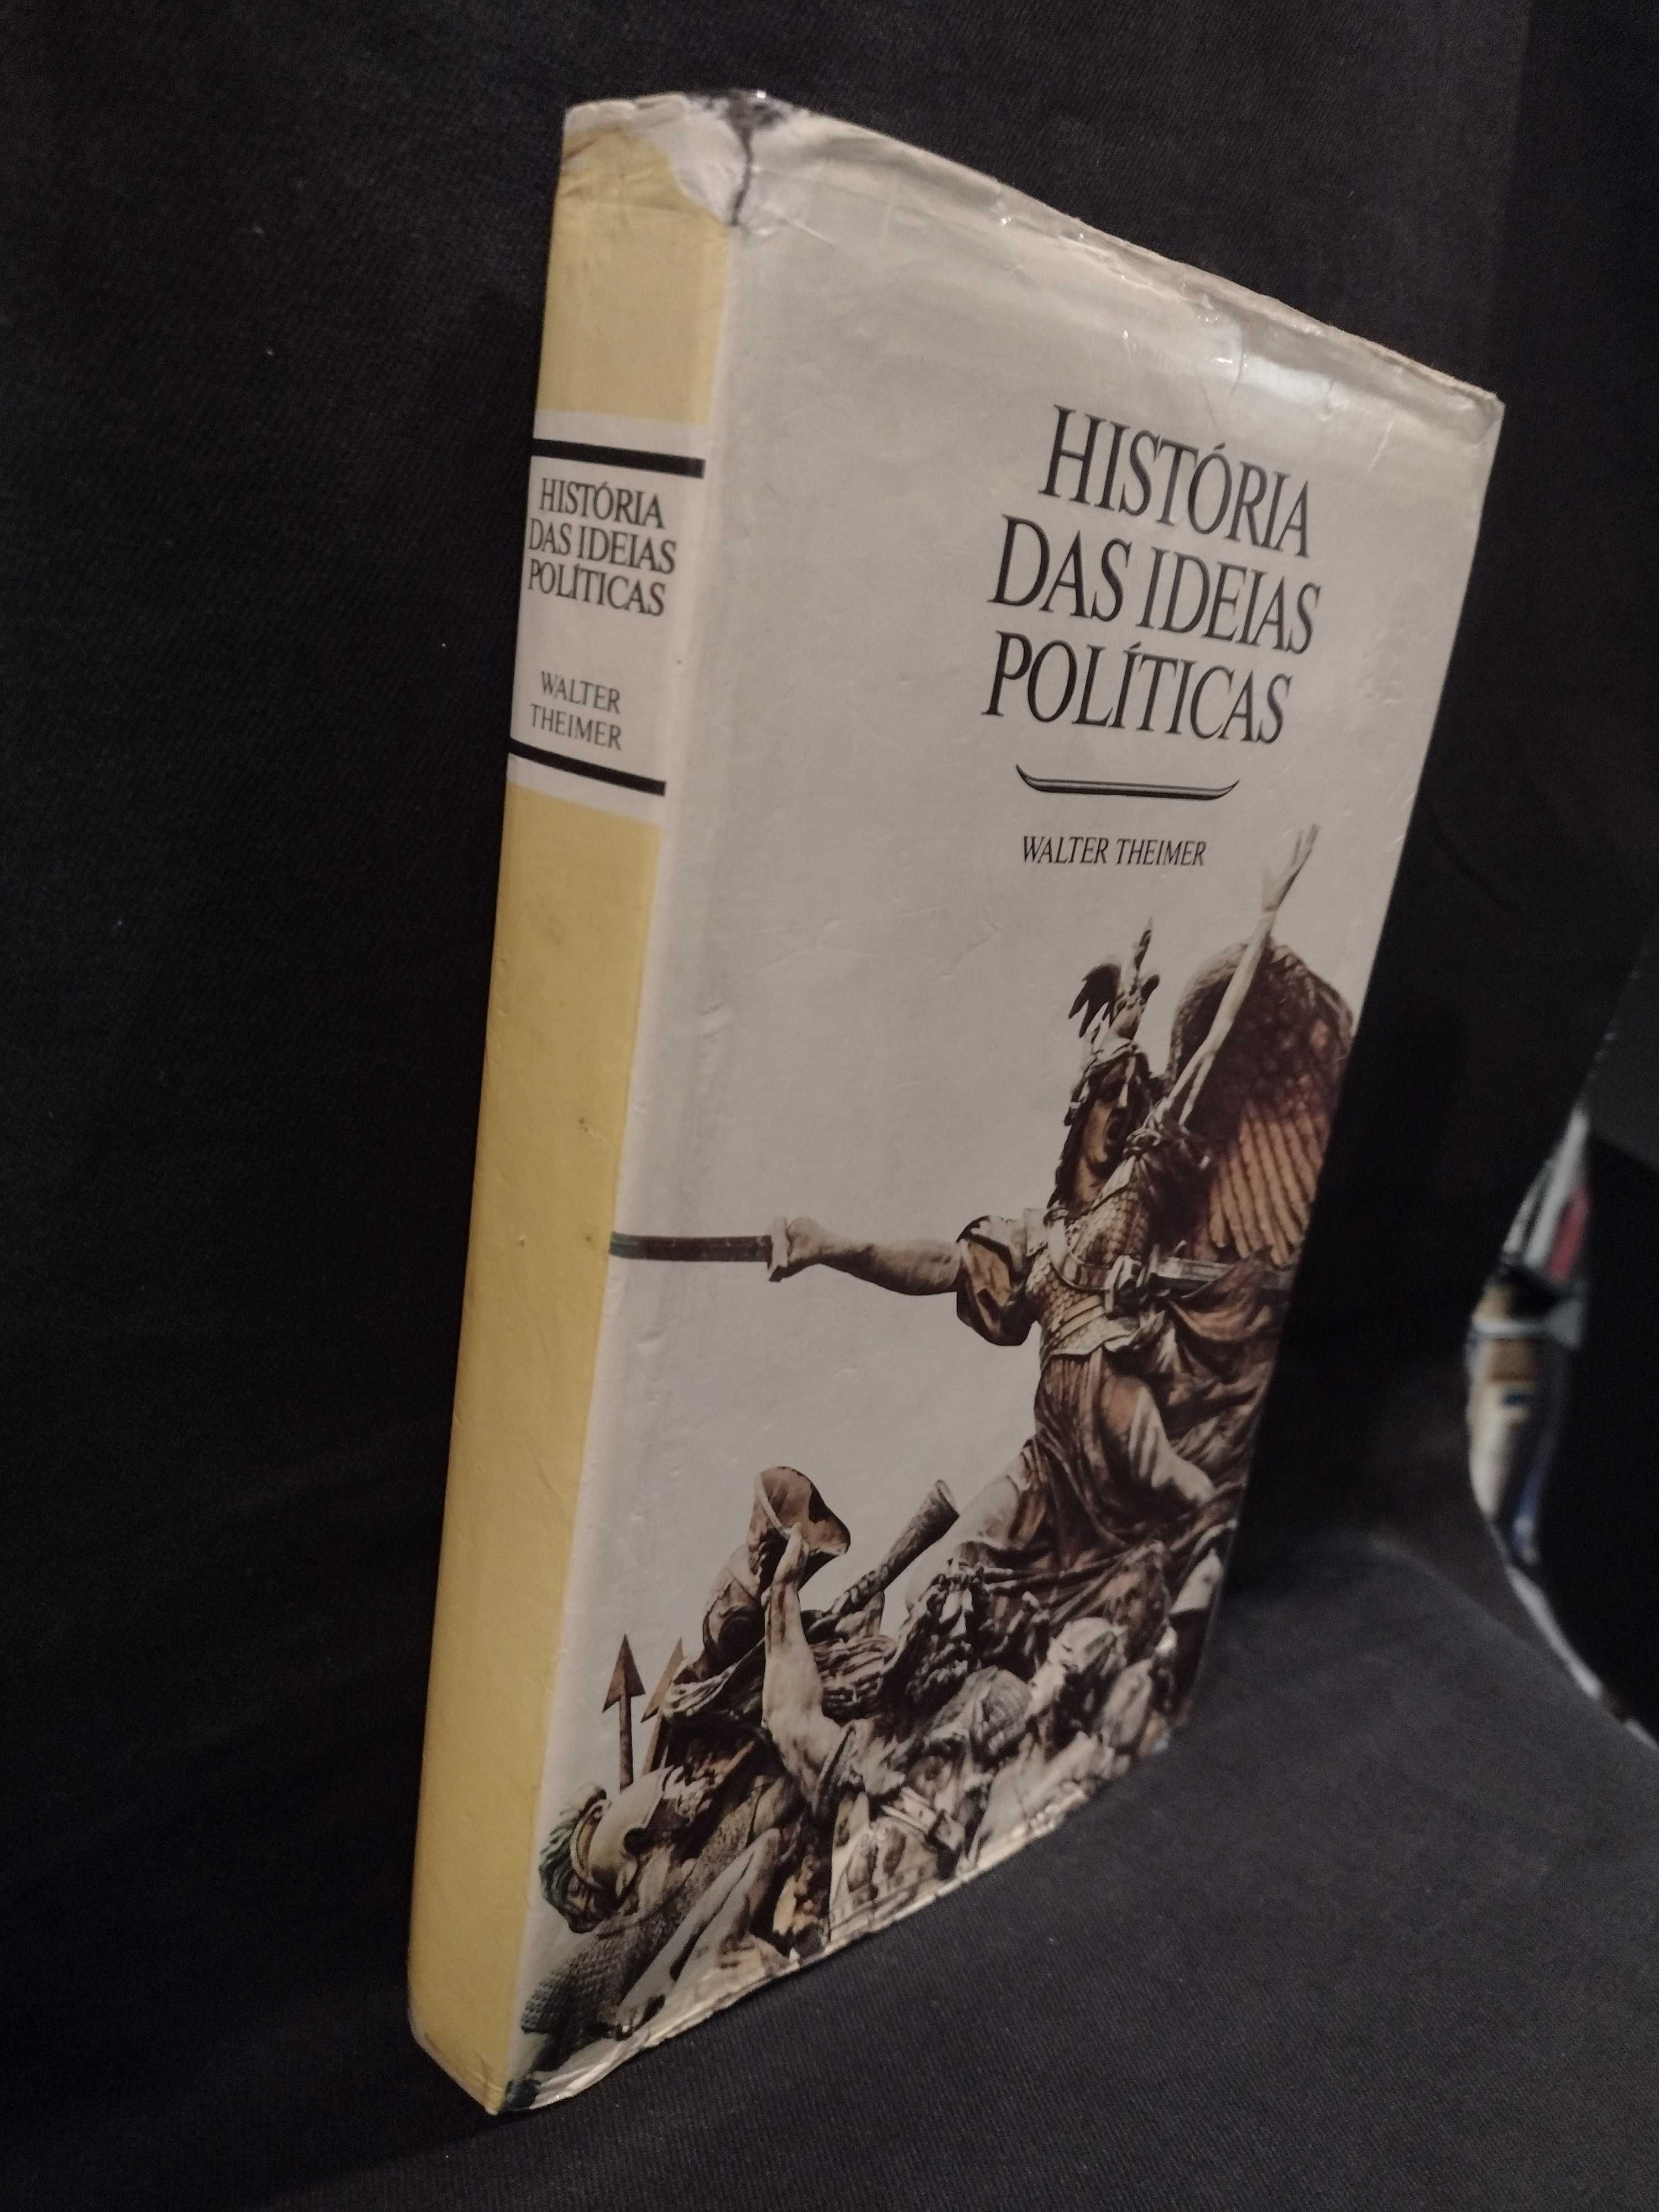 HISTÓRIA
DAS IDEIAS
POLÍTICAS
WALTER
THEIMER
HISTÓRIA
DAS IDEIAS
POLÍTICAS
WALTER THEIMER